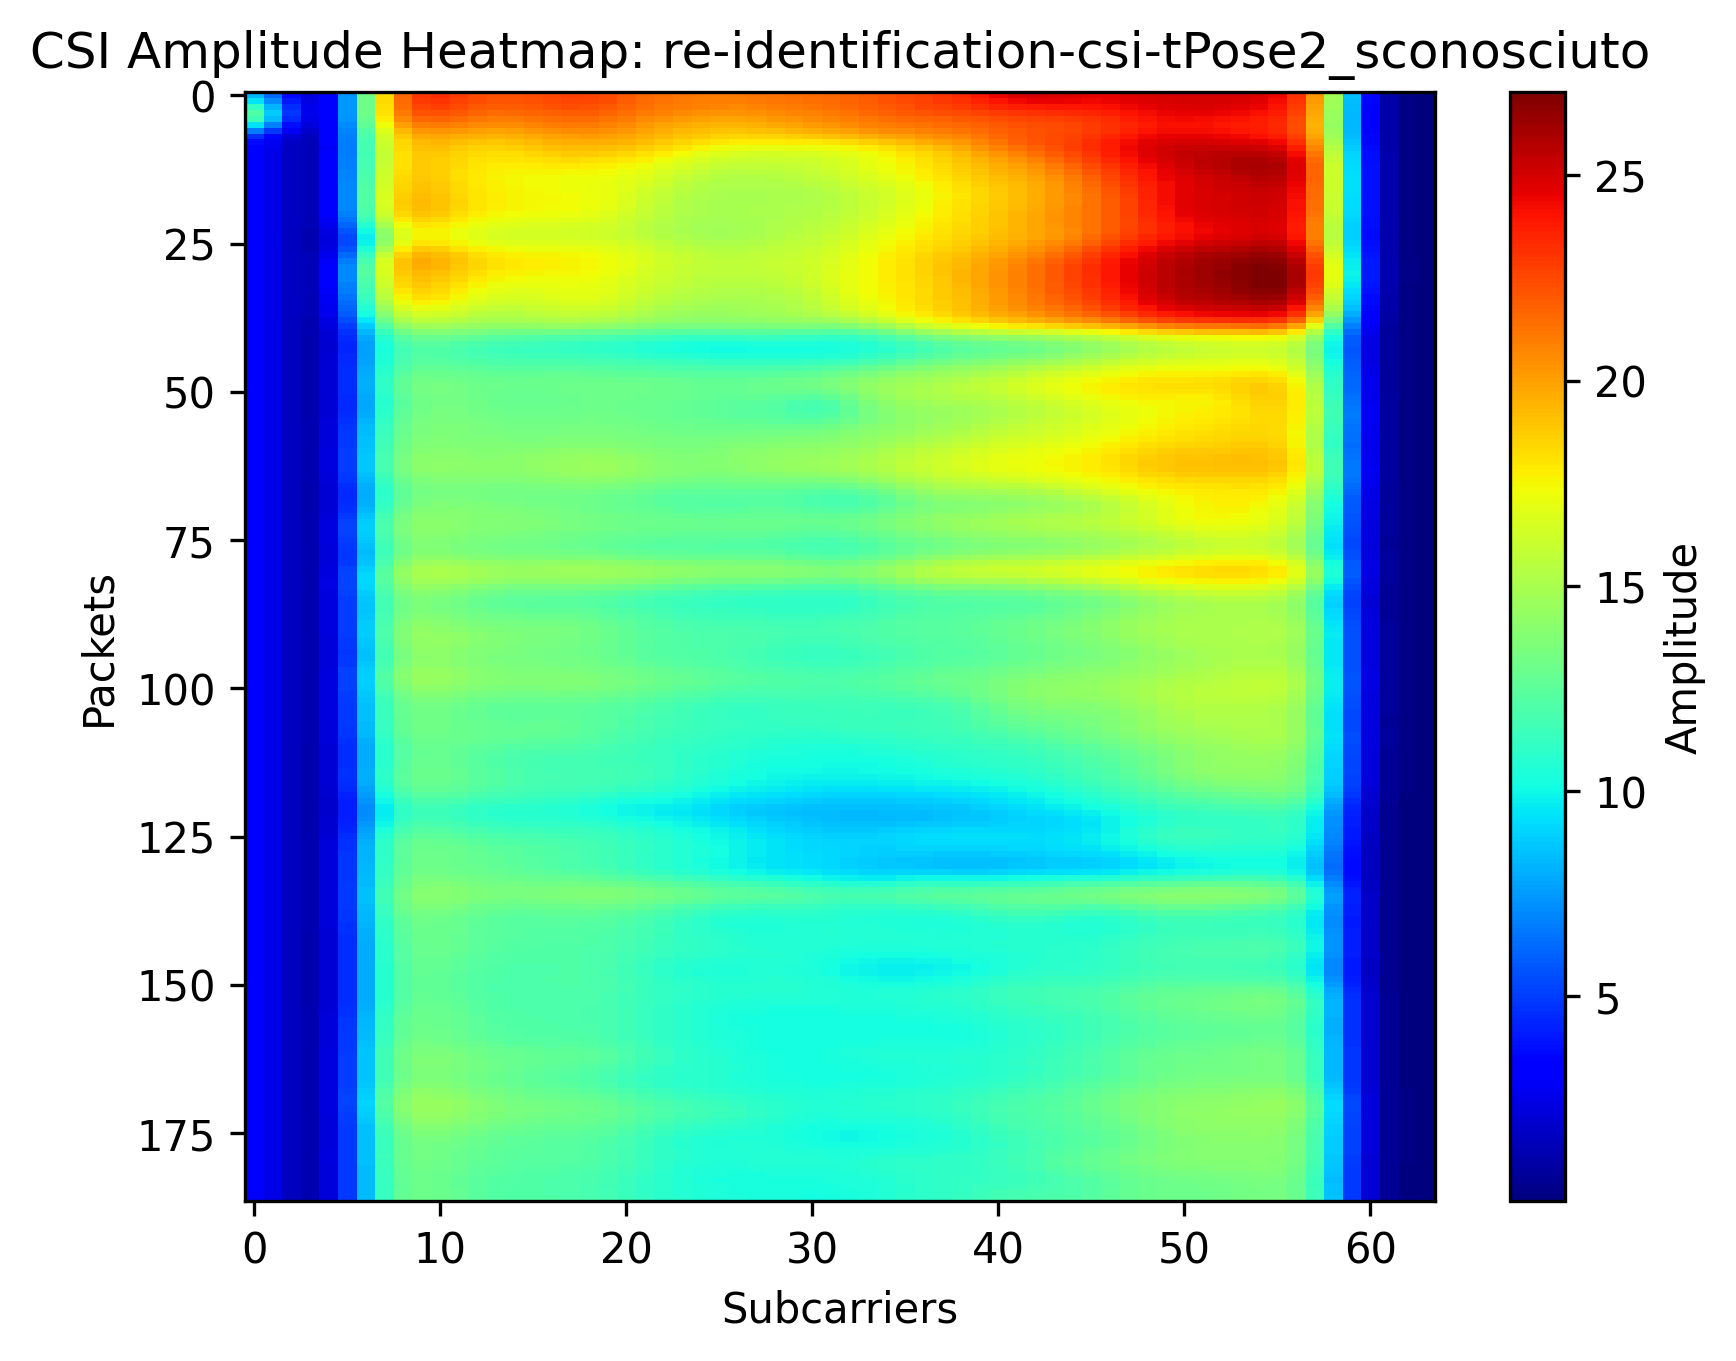 CSI Amplitude Heatmap: re-identification-csi-tPose2_sconosciuto
0
25
50
75
100
125
150
175
Packets
0 10 20 30 40 50 60
Subcarriers
25
20
15
10
5
Amplitude